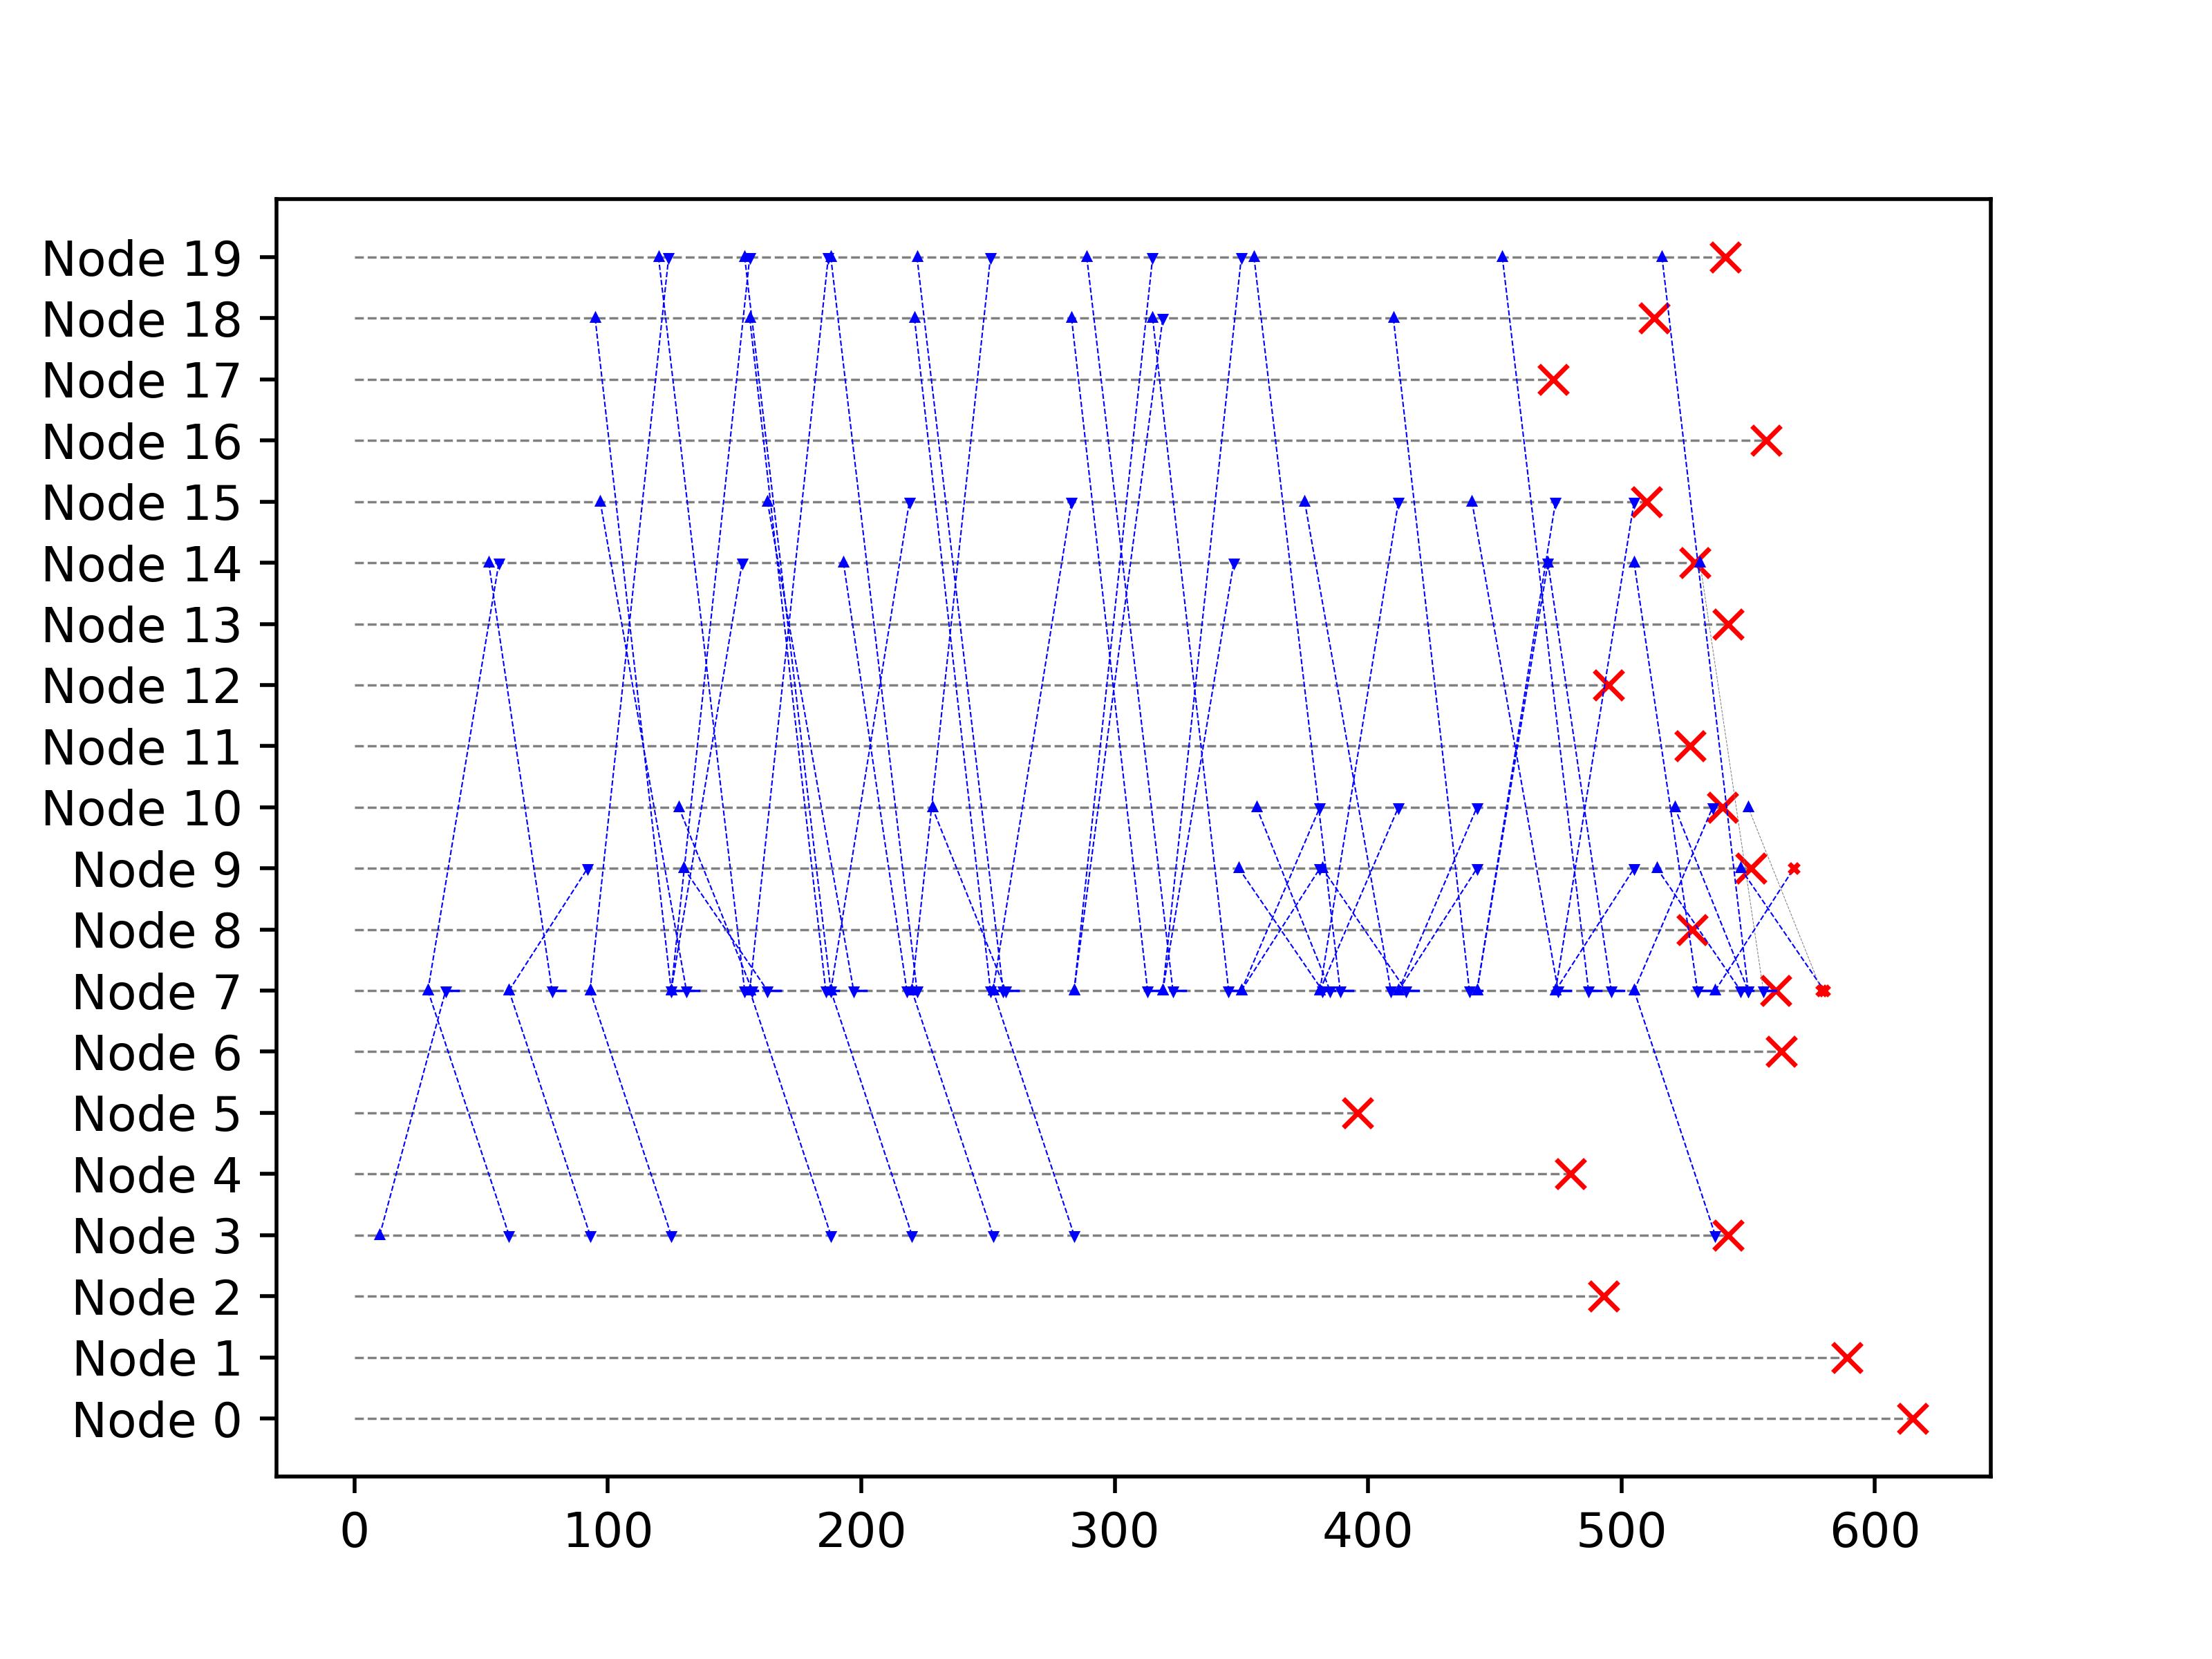 Node 19
Node 18
Node 17
Node 16
Node 15
Node 14
Node 13
Node 12
Node 11
Node 10
Node 9
Node 8
Node 7
Node 6
Node 5
Node 4
Node 3
Node 2
Node 1
Node 0
0 100 200 300 400 500 600